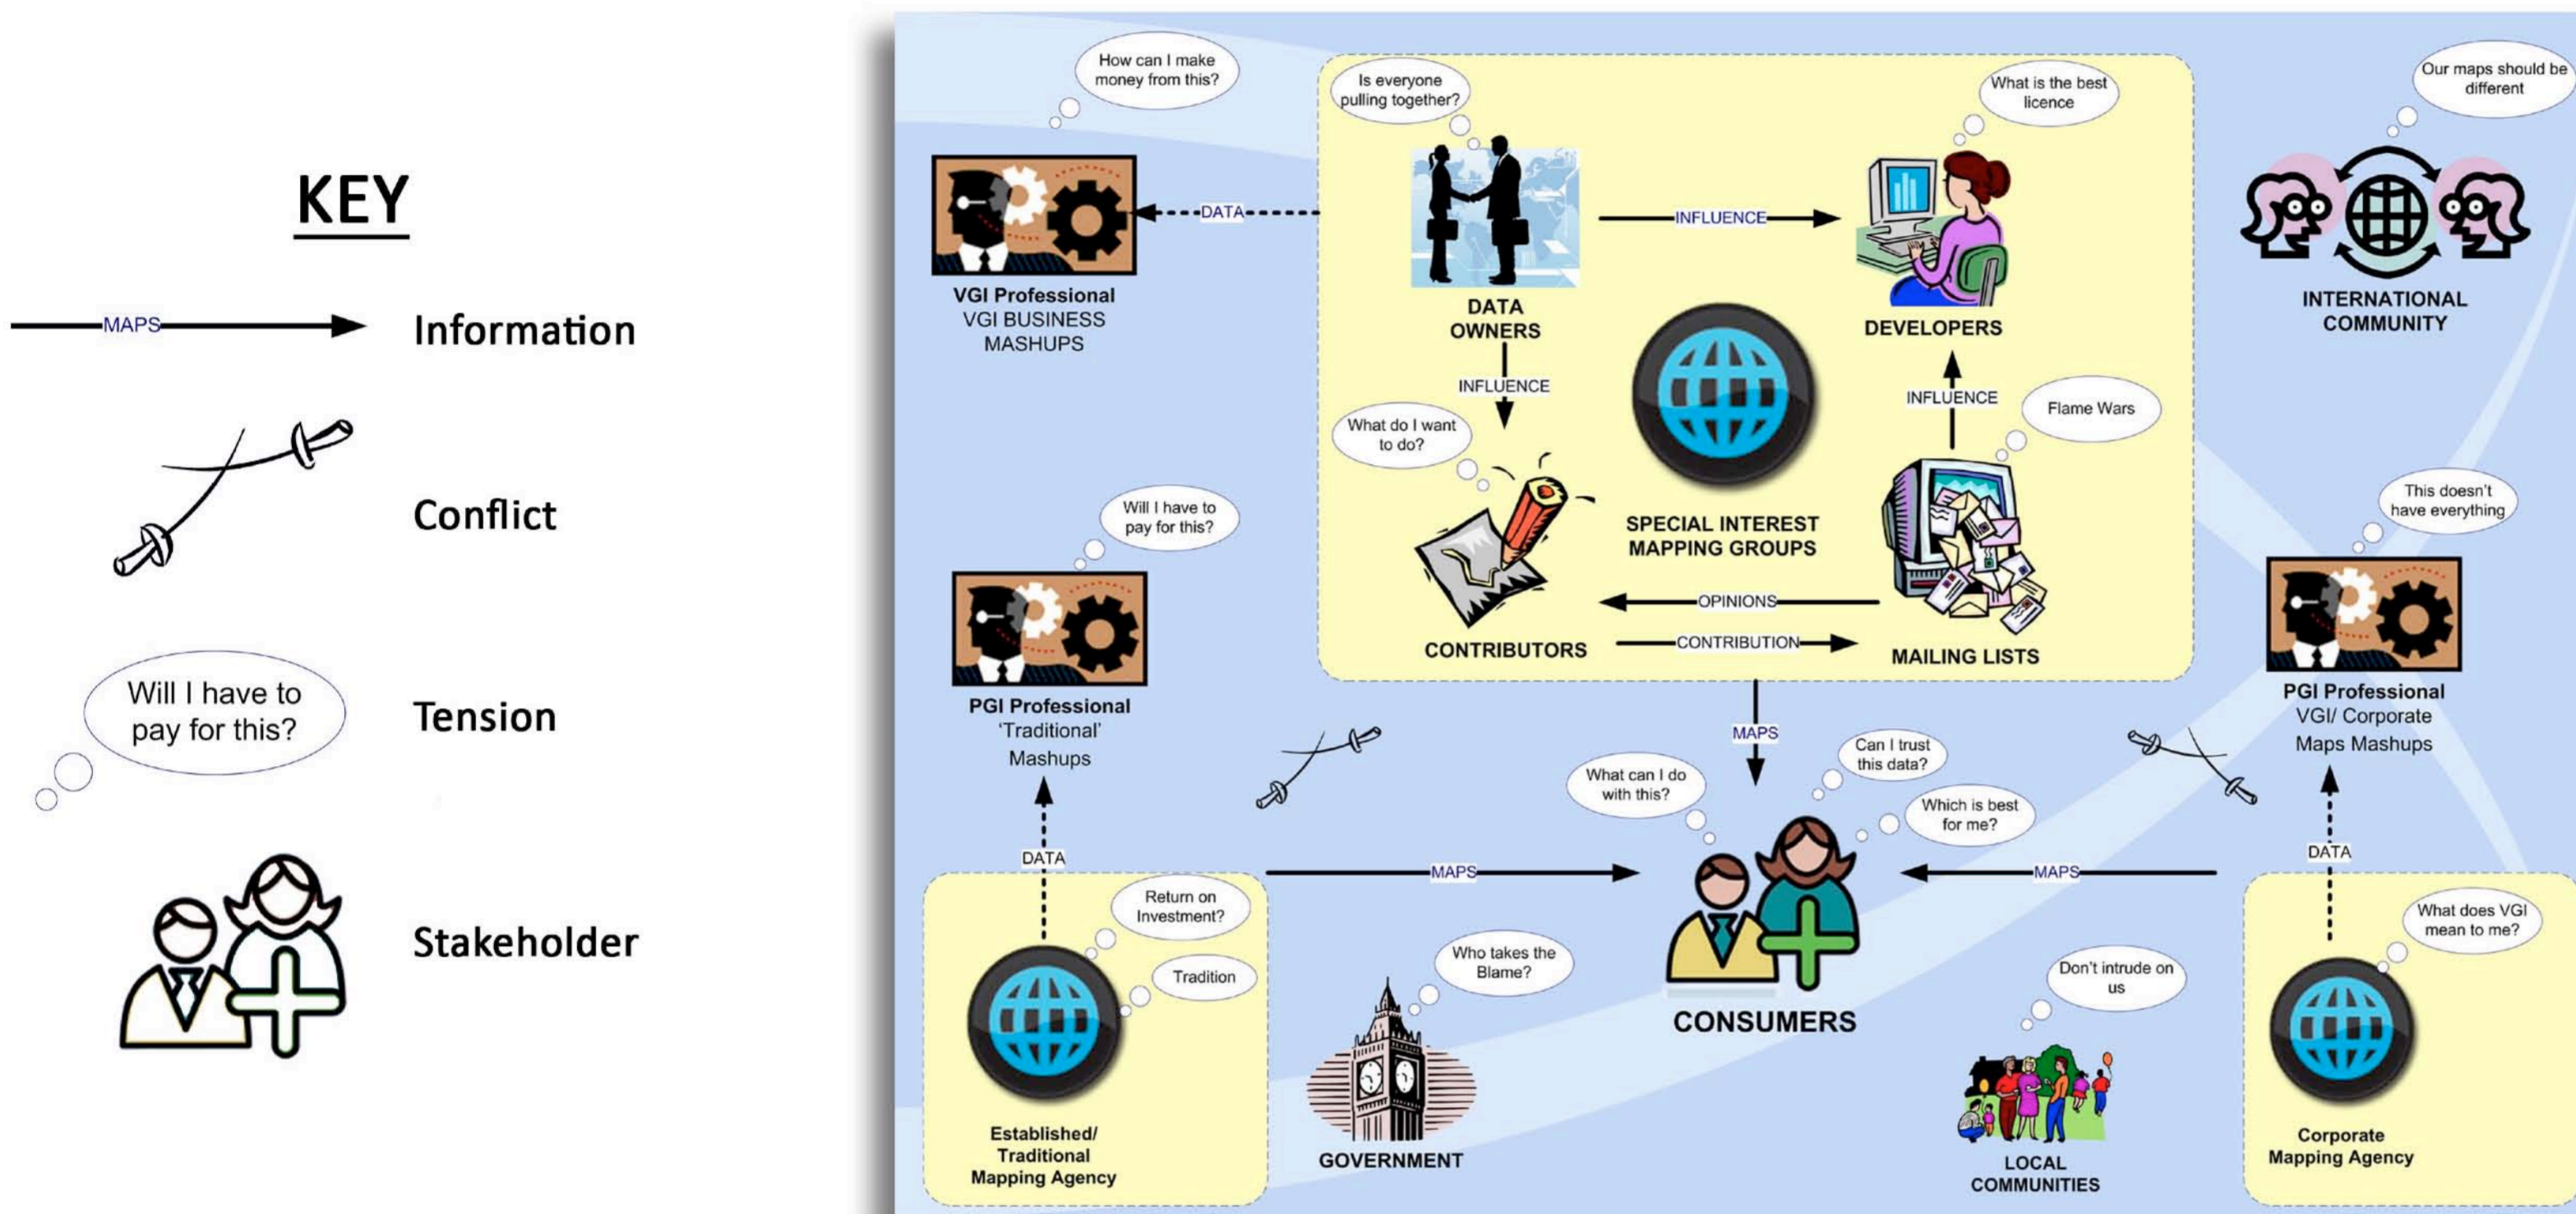 KEY
MAPS
Information
Conflict
Will I have to
pay for this?
Tension
Stakeholder
How can I make
money from this?
VGI Professional
VGI BUSINESS
MASHUPS
DATA
Is everyone
pulling together?
DATA
OWNERS
INFLUENCE
What is the best
licence
DEVELOPERS
INFLUENCE
INFLUENCE
What do I want
to do?
Flame Wars
SPECIAL INTEREST
MAPPING GROUPS
CONTRIBUTORS
OPINIONS
CONTRIBUTION
MAILING LISTS
Our maps should be
different
INTERNATIONAL
COMMUNITY
Will I have to
pay for this?
PGI Professional
'Traditional'
Mashups
DATA
This doesn't
have everything
PGI Professional
VGI/ Corporate
Maps Mashups
DATA
MAPS
What can I do
with this?
Can I trust
this data?
Which is best
for me?
MAPS
MAPS
CONSUMERS
Return on
Investment?
Tradition
Established/
Traditional
Mapping Agency
Who takes the
Blame?
GOVERNMENT
Don't intrude on
us
LOCAL
COMMUNITIES
What does VGI
mean to me?
Corporate
Mapping Agency